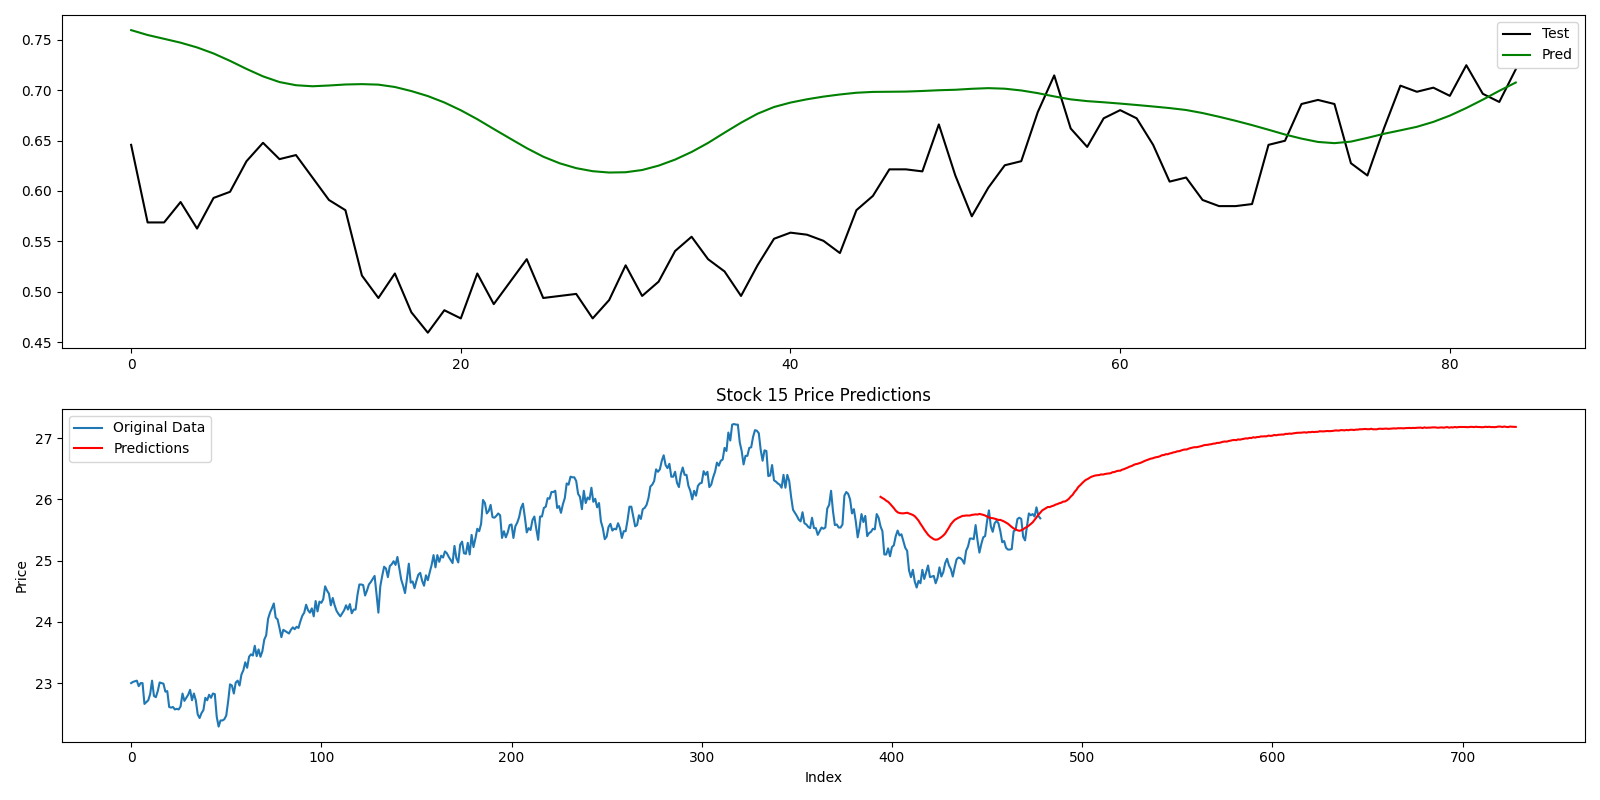 0.75
0.70
0.65
0.60
0.55
0.50
0.45
Test
Pred
0 20 40 60 80
Stock 15 Price Predictions
Original Data
Predictions
27
26
25
24
23
Price
0 100 200 300 400 500 600 700
Index